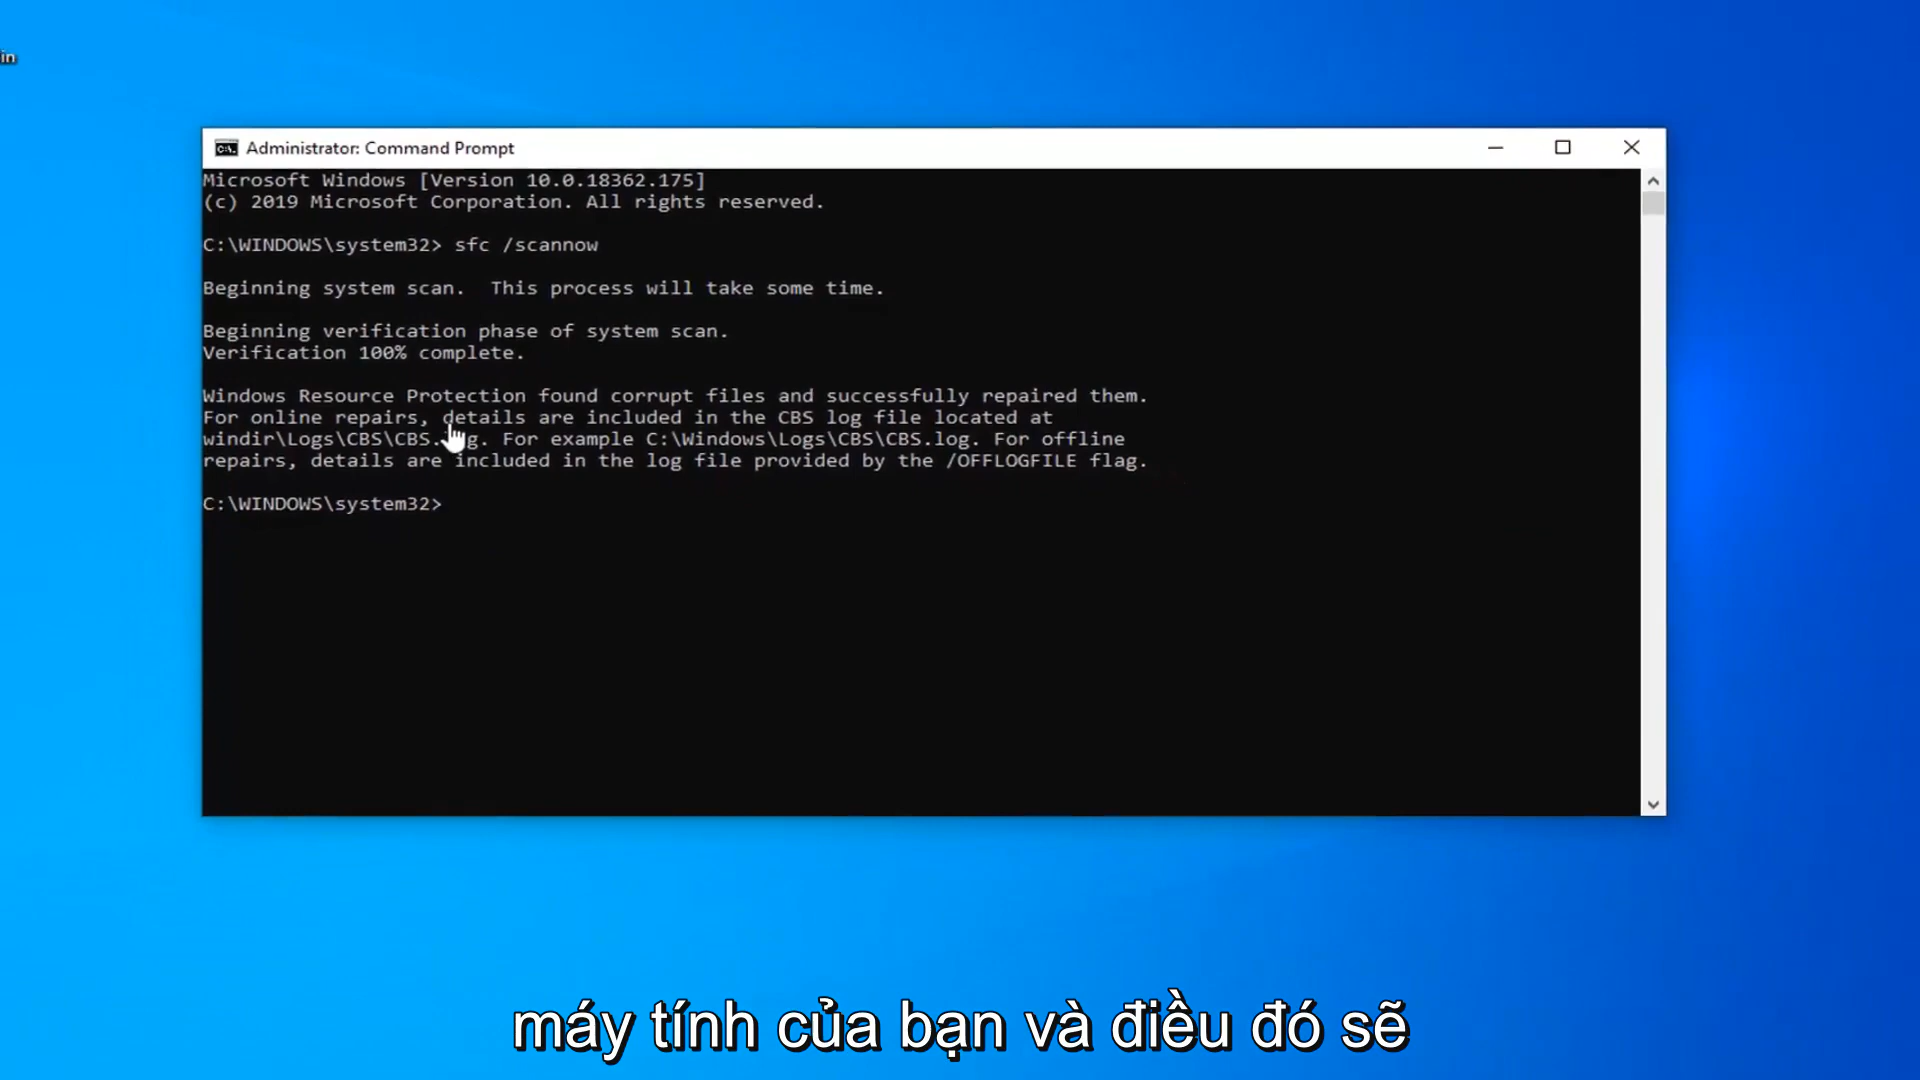 in
Administrator: Command Prompt
Microsoft Windows [Version 10.0.18362.175]
(c) 2019 Microsoft Corporation. All rights reserved.
C:\WINDOWS\system32> sfc /scannow
Beginning system scan.  This process will take some time.
Beginning verification phase of system scan.
Verification 100% complete.
Windows Resource Protection found corrupt files and successfully repaired them.
For online repairs, details are included in the CBS log file located at
windir\Logs\CBS\CBS. g. For example C:\Windows\Logs\CBS\CBS.log. For offline
repairs, details are included in the log file provided by the /OFFLOGFILE flag.
C:\WINDOWS\system32>
máy tính của bạn và điều đó sẽ